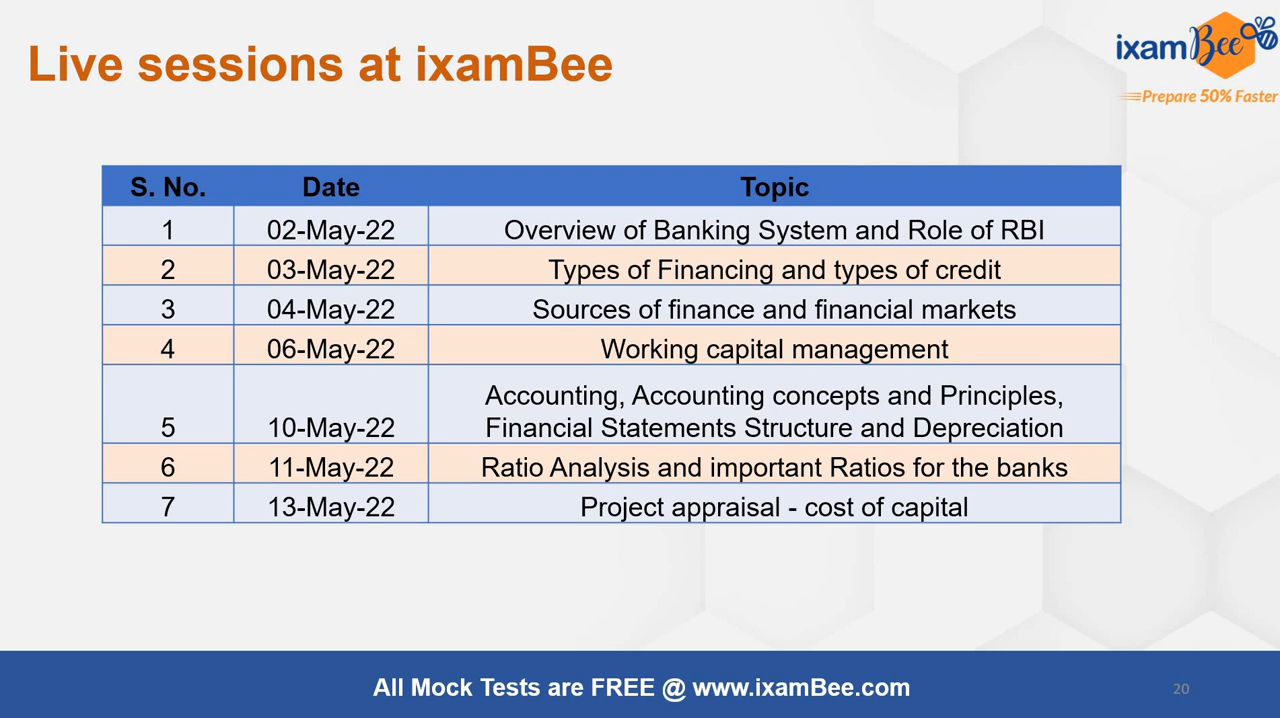 Live sessions at ixamBee
ixamBee
Prepare 50% Faster
S. No. Date Topic
1 02-May-22 Overview of Banking System and Role of RBI
2 03-May-22 Types of Financing and types of credit
3 04-May-22 Sources of finance and financial markets
4 06-May-22 Working capital management
5 10-May-22 Accounting, Accounting concepts and Principles,
Financial Statements Structure and Depreciation
6 11-May-22 Ratio Analysis and important Ratios for the banks
7 13-May-22 Project appraisal - cost of capital
All Mock Tests are FREE @ www.ixamBee.com
20